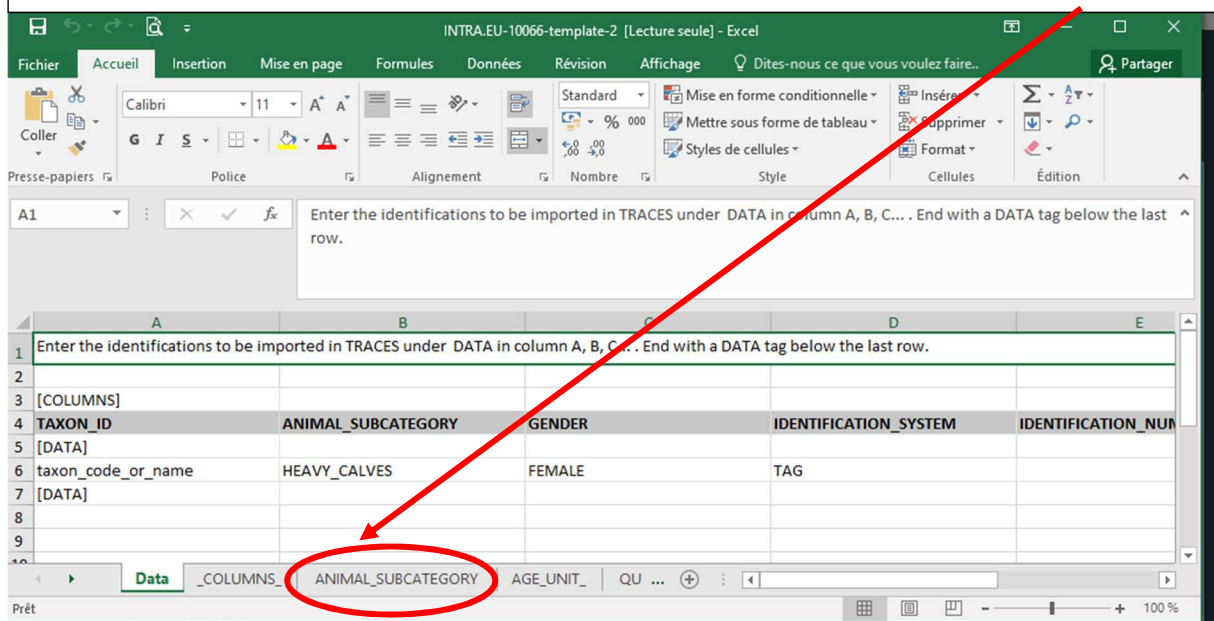 INTRA.EU-10066-template-2 [Lecture seule] - Excel
Fichier Accueil Insertion Mise en page Formules Données Révision Affichage Dites-nous ce que vous voulez faire.. Partager
Coller
Calibri 11 A A
G I S A
Standard
% 000
,00 ,0
Mise en forme conditionnelle
Mettre sous forme de tableau
Styles de cellules
Insérer
Supprimer
Format
Presse-papiers Police Alignement Nombre Style Cellules Édition
A1 fx Enter the identifications to be imported in TRACES under DATA in column A, B, C... . End with a DATA tag below the last
row.
A B C D E
1 Enter the identifications to be imported in TRACES under DATA in column A, B, C... . End with a DATA tag below the last row.
2
3 [COLUMNS]
4 TAXON_ID ANIMAL_SUBCATEGORY GENDER IDENTIFICATION_SYSTEM IDENTIFICATION_NUM
5 [DATA]
6 taxon_code_or_name HEAVY_CALVES FEMALE TAG
7 [DATA]
8
9
10
Data _COLUMNS_ ANIMAL_SUBCATEGORY AGE_UNIT_ QU ...
Prêt 100 %